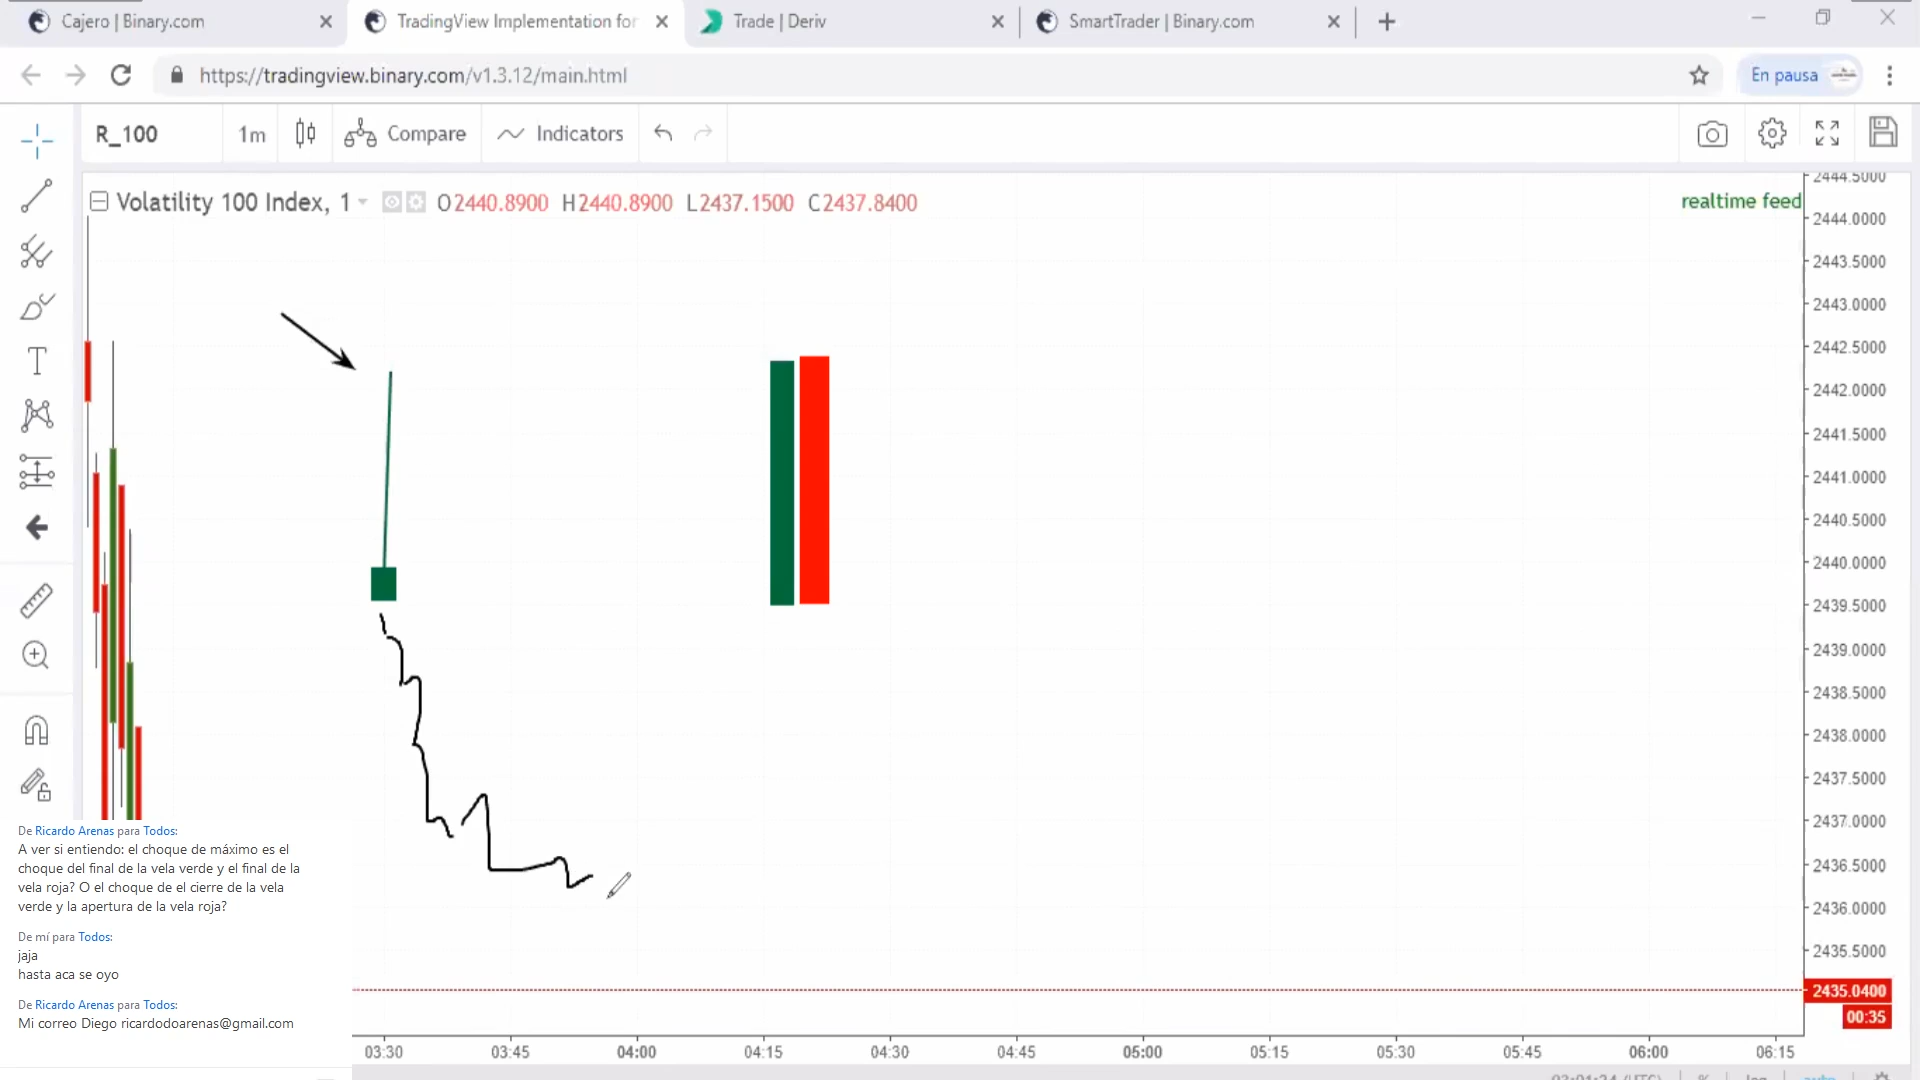 Cajero | Binary.com
TradingView Implementation for
Trade | Deriv
SmartTrader | Binary.com
https://tradingview.binary.com/v1.3.12/main.html
En pausa
R_100
1m
Compare
Indicators
Volatility 100 Index, 1
O2440.8900 H2440.8900 L2437.1500 C2437.8400
realtime feed
2444.5000
2444.0000
2443.5000
2443.0000
2442.5000
2442.0000
2441.5000
2441.0000
2440.5000
2440.0000
2439.5000
2439.0000
2438.5000
2438.0000
2437.5000
2437.0000
2436.5000
2436.0000
2435.5000
2435.0400
00:35
De Ricardo Arenas para Todos:
A ver si entiendo: el choque de máximo es el
choque del final de la vela verde y el final de la
vela roja? O el choque de el cierre de la vela
verde y la apertura de la vela roja?
De mí para Todos:
jaja
hasta aca se oyo
De Ricardo Arenas para Todos:
Mi correo Diego ricardodoarenas@gmail.com
03:30 03:45 04:00 04:15 04:30 04:45 05:00 05:15 05:30 05:45 06:00 06:15